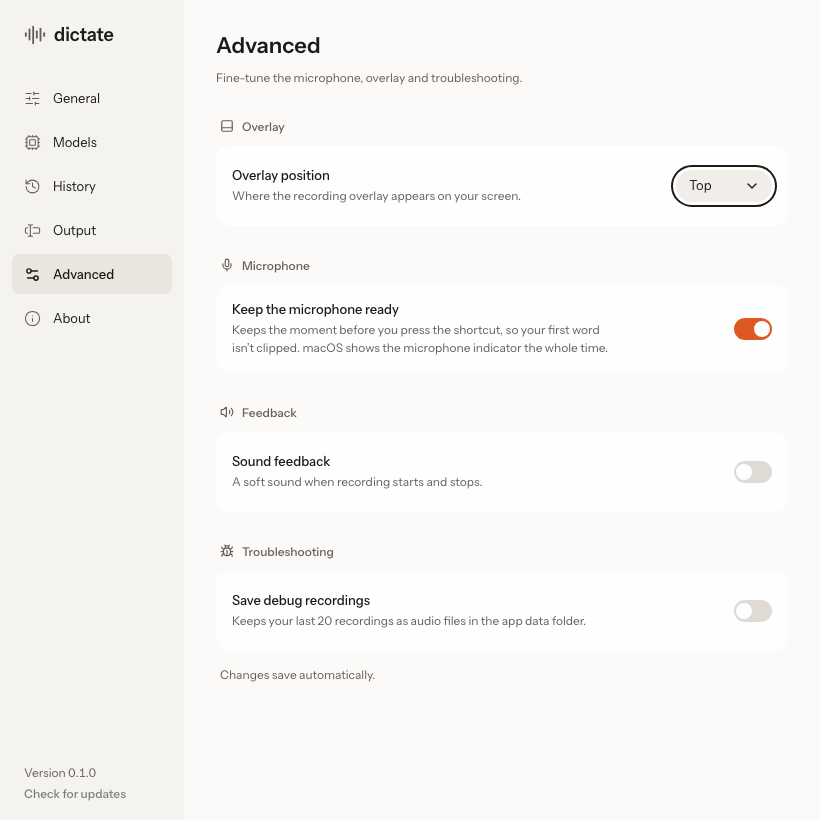 dictate
General
Models
History
Output
Advanced
About
Version 0.1.0
Check for updates
Advanced
Fine-tune the microphone, overlay and troubleshooting.
Overlay
Overlay position
Where the recording overlay appears on your screen.
Top
Microphone
Keep the microphone ready
Keeps the moment before you press the shortcut, so your first word
isn't clipped. macOS shows the microphone indicator the whole time.
Feedback
Sound feedback
A soft sound when recording starts and stops.
Troubleshooting
Save debug recordings
Keeps your last 20 recordings as audio files in the app data folder.
Changes save automatically.